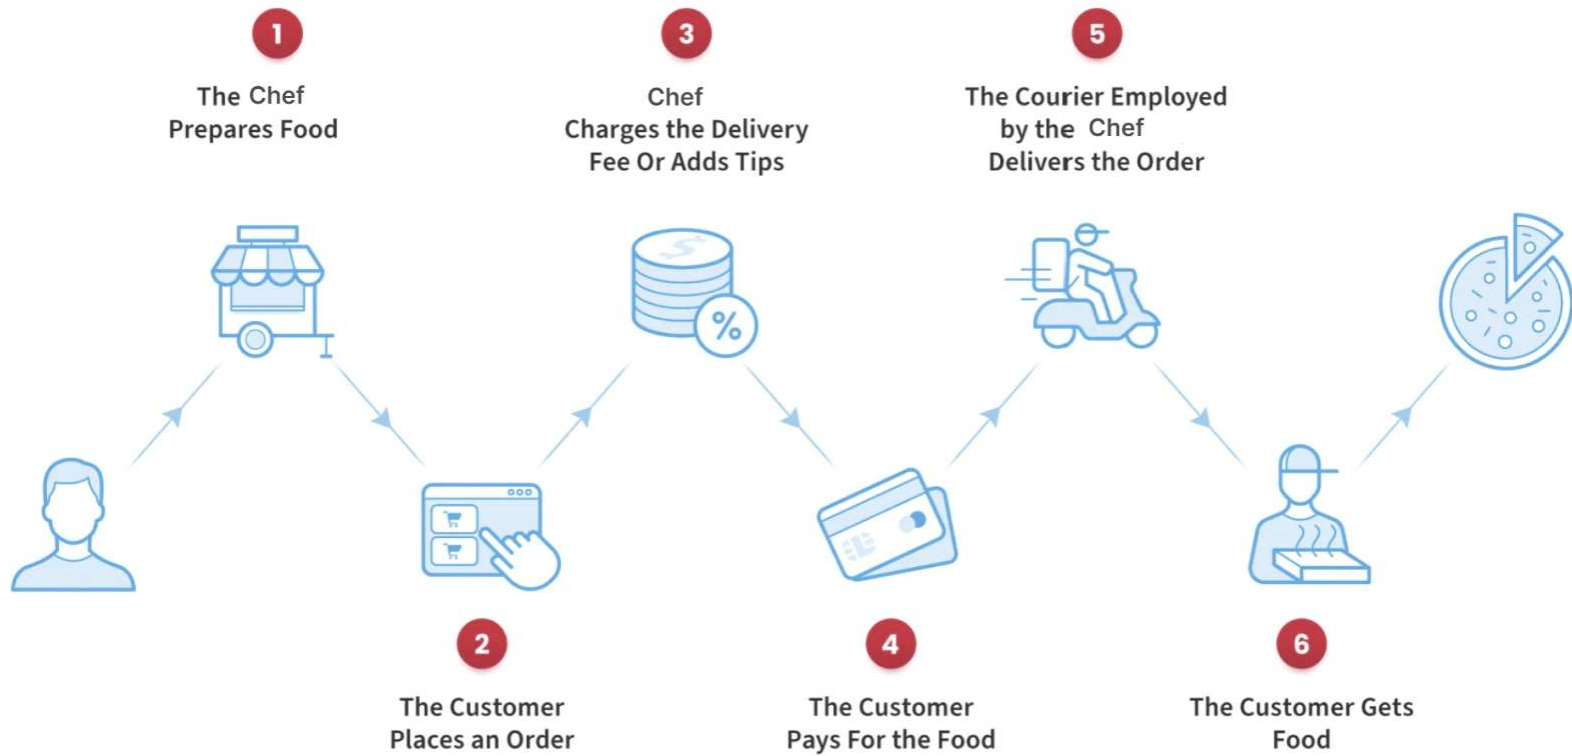 1
The Chef
Prepares Food
2
The Customer
Places an Order
3
Chef
Charges the Delivery
Fee Or Adds Tips
$
%
4
The Customer
Pays For the Food
5
The Courier Employed
by the Chef
Delivers the Order
6
The Customer Gets
Food